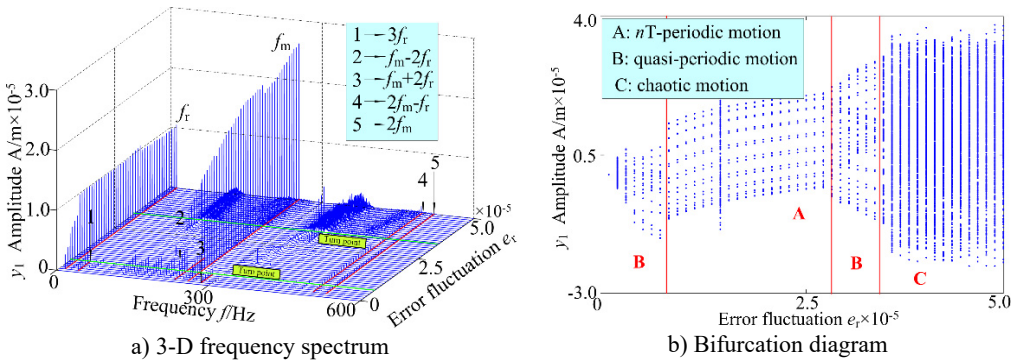 f_m
f_r
1→3f_r
2→f_m-2f_r
3→f_m+2f_r
4→2f_m-f_r
5→2f_m
y₁ Amplitude A/m×10⁻⁵
3.0
2.0
1.0
0
1
2
3
4
5
Turn point
Turn point
0
300
600
Frequency f/Hz
0
2.5
5.0
×10⁻⁵
Error fluctuation e_r
a) 3-D frequency spectrum
4.0
0.5
-3.0
y₁ Amplitude A/m×10⁻⁵
A: nT-periodic motion
B: quasi-periodic motion
C: chaotic motion
A
B
B
C
0
2.5
5.0
Error fluctuation e_r×10⁻⁵
b) Bifurcation diagram